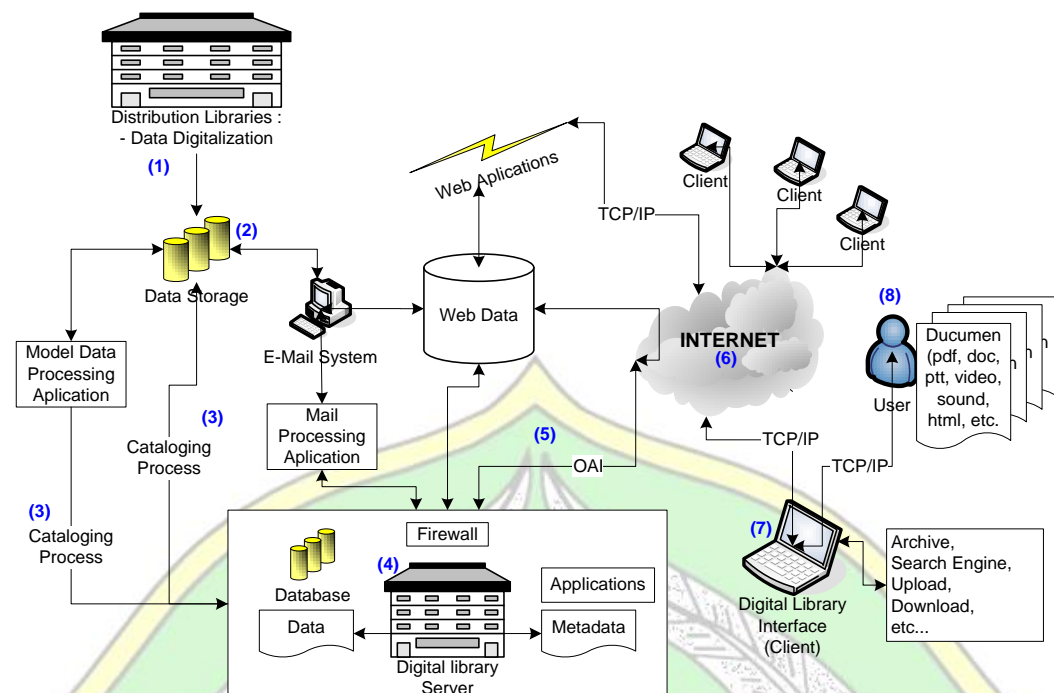 Distribution Libraries :
- Data Digitalization
(1)
(2)
Data Storage
Web Aplications
TCP/IP
Client
Client
Client
E-Mail System
Web Data
INTERNET
(6)
(8)
User
Ducumen
(pdf, doc,
ptt, video,
sound,
html, etc.
n
n
Model Data
Processing
Aplication
(3)
Cataloging
Process
Mail
Processing
Aplication
(5)
OAI
TCP/IP
TCP/IP
(3)
Cataloging
Process
Firewall
(4)
Database
Applications
Data
Metadata
Digital library
Server
(7)
Digital Library
Interface
(Client)
Archive,
Search Engine,
Upload,
Download,
etc...